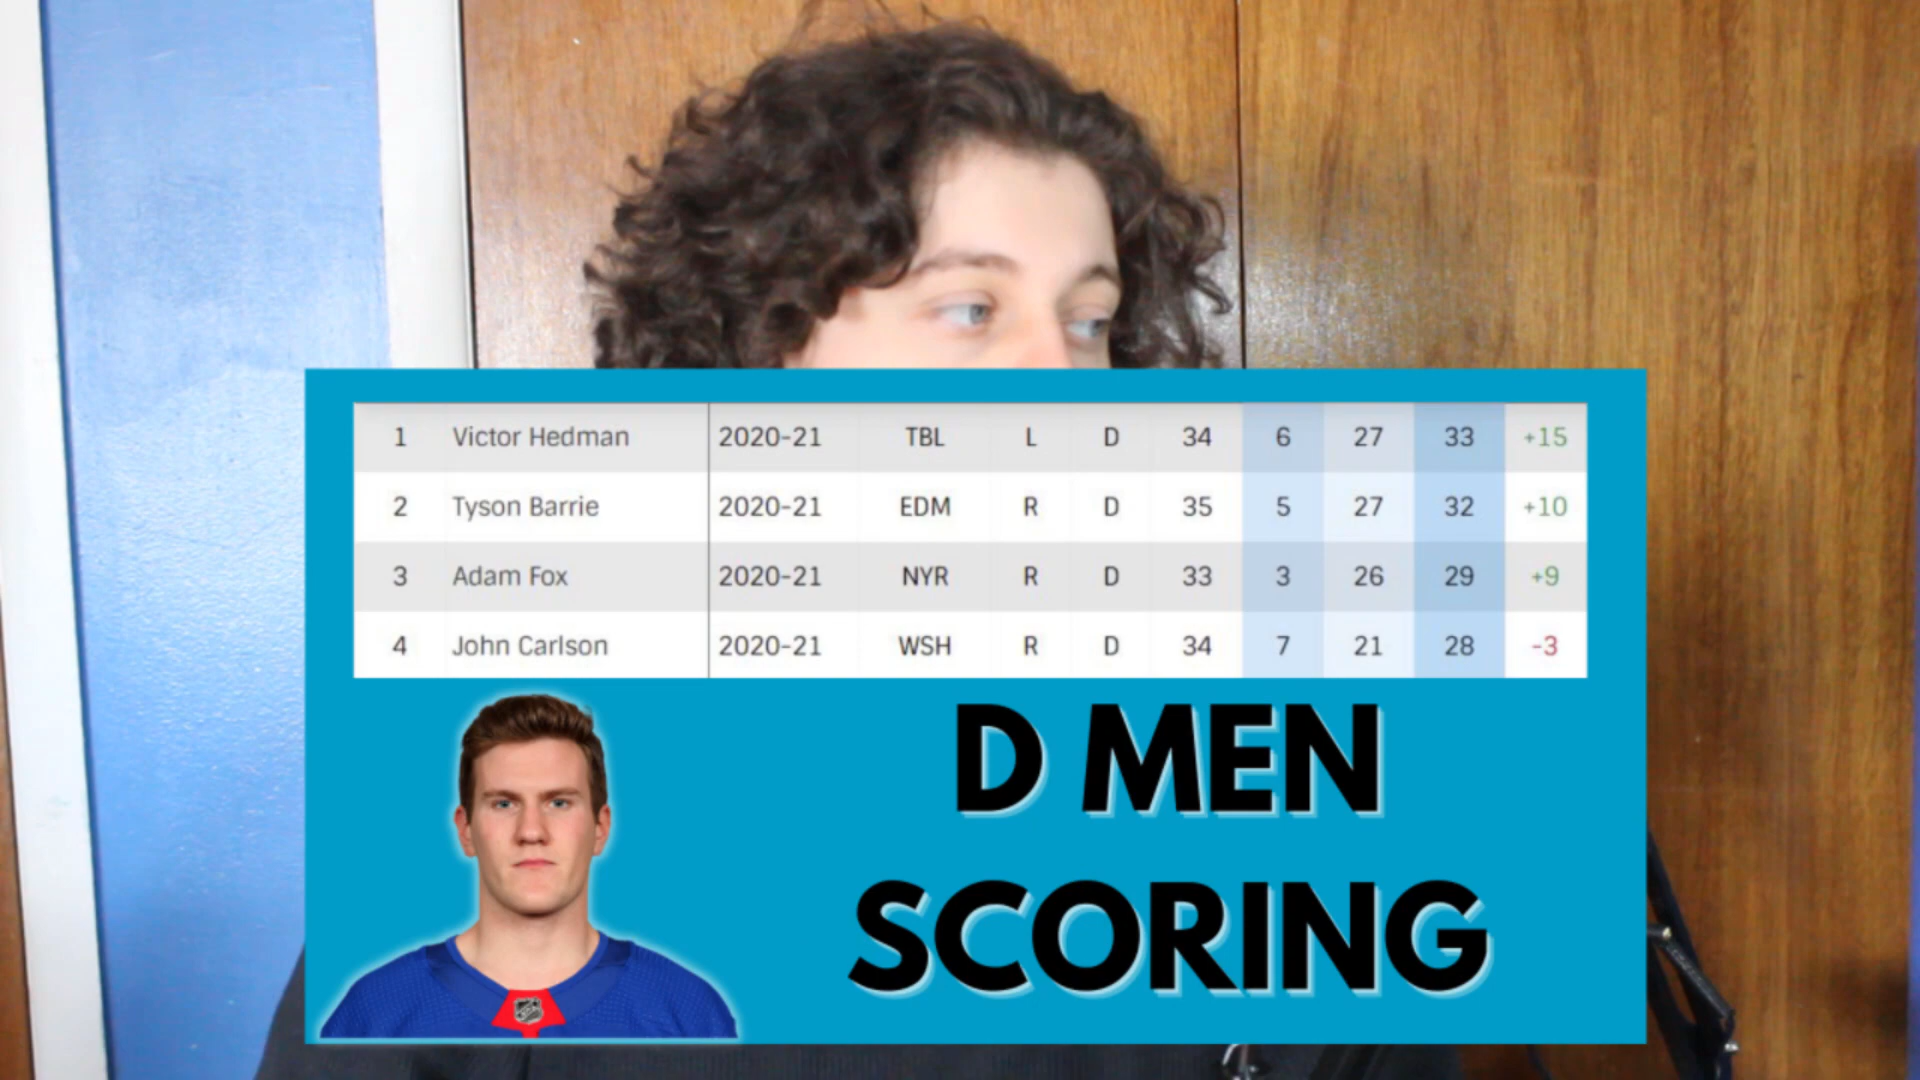 1 Victor Hedman 2020-21 TBL L D 34 6 27 33 +15
2 Tyson Barrie 2020-21 EDM R D 35 5 27 32 +10
3 Adam Fox 2020-21 NYR R D 33 3 26 29 +9
4 John Carlson 2020-21 WSH R D 34 7 21 28 -3
D MEN
SCORING